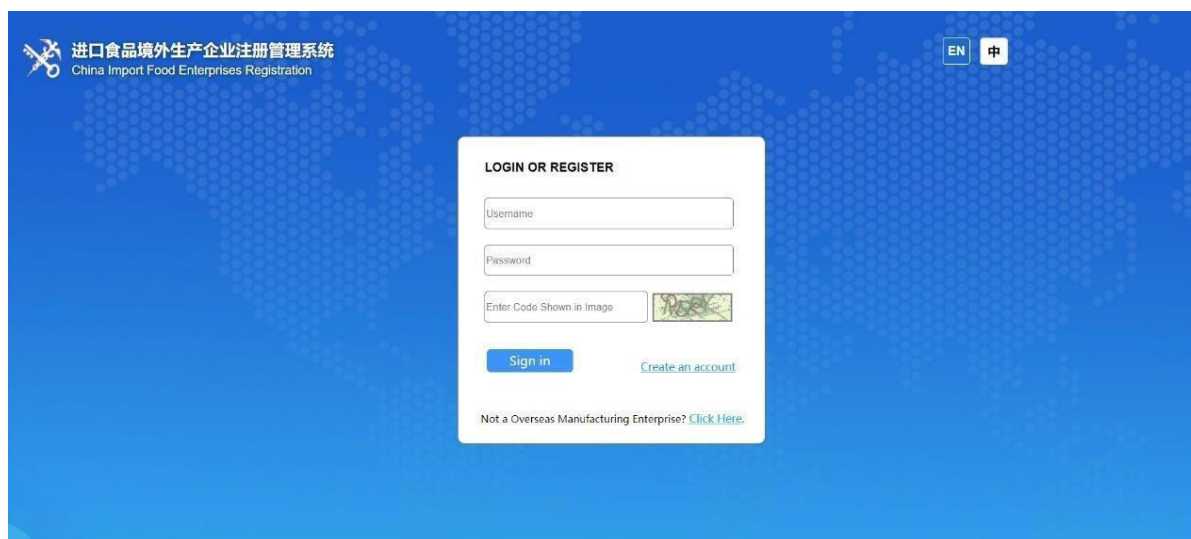 进口食品境外生产企业注册管理系统
China Import Food Enterprises Registration
EN 中
LOGIN OR REGISTER
Username
Password
Enter Code Shown in Image
Sign in
Create an account
Not a Overseas Manufacturing Enterprise? Click Here.